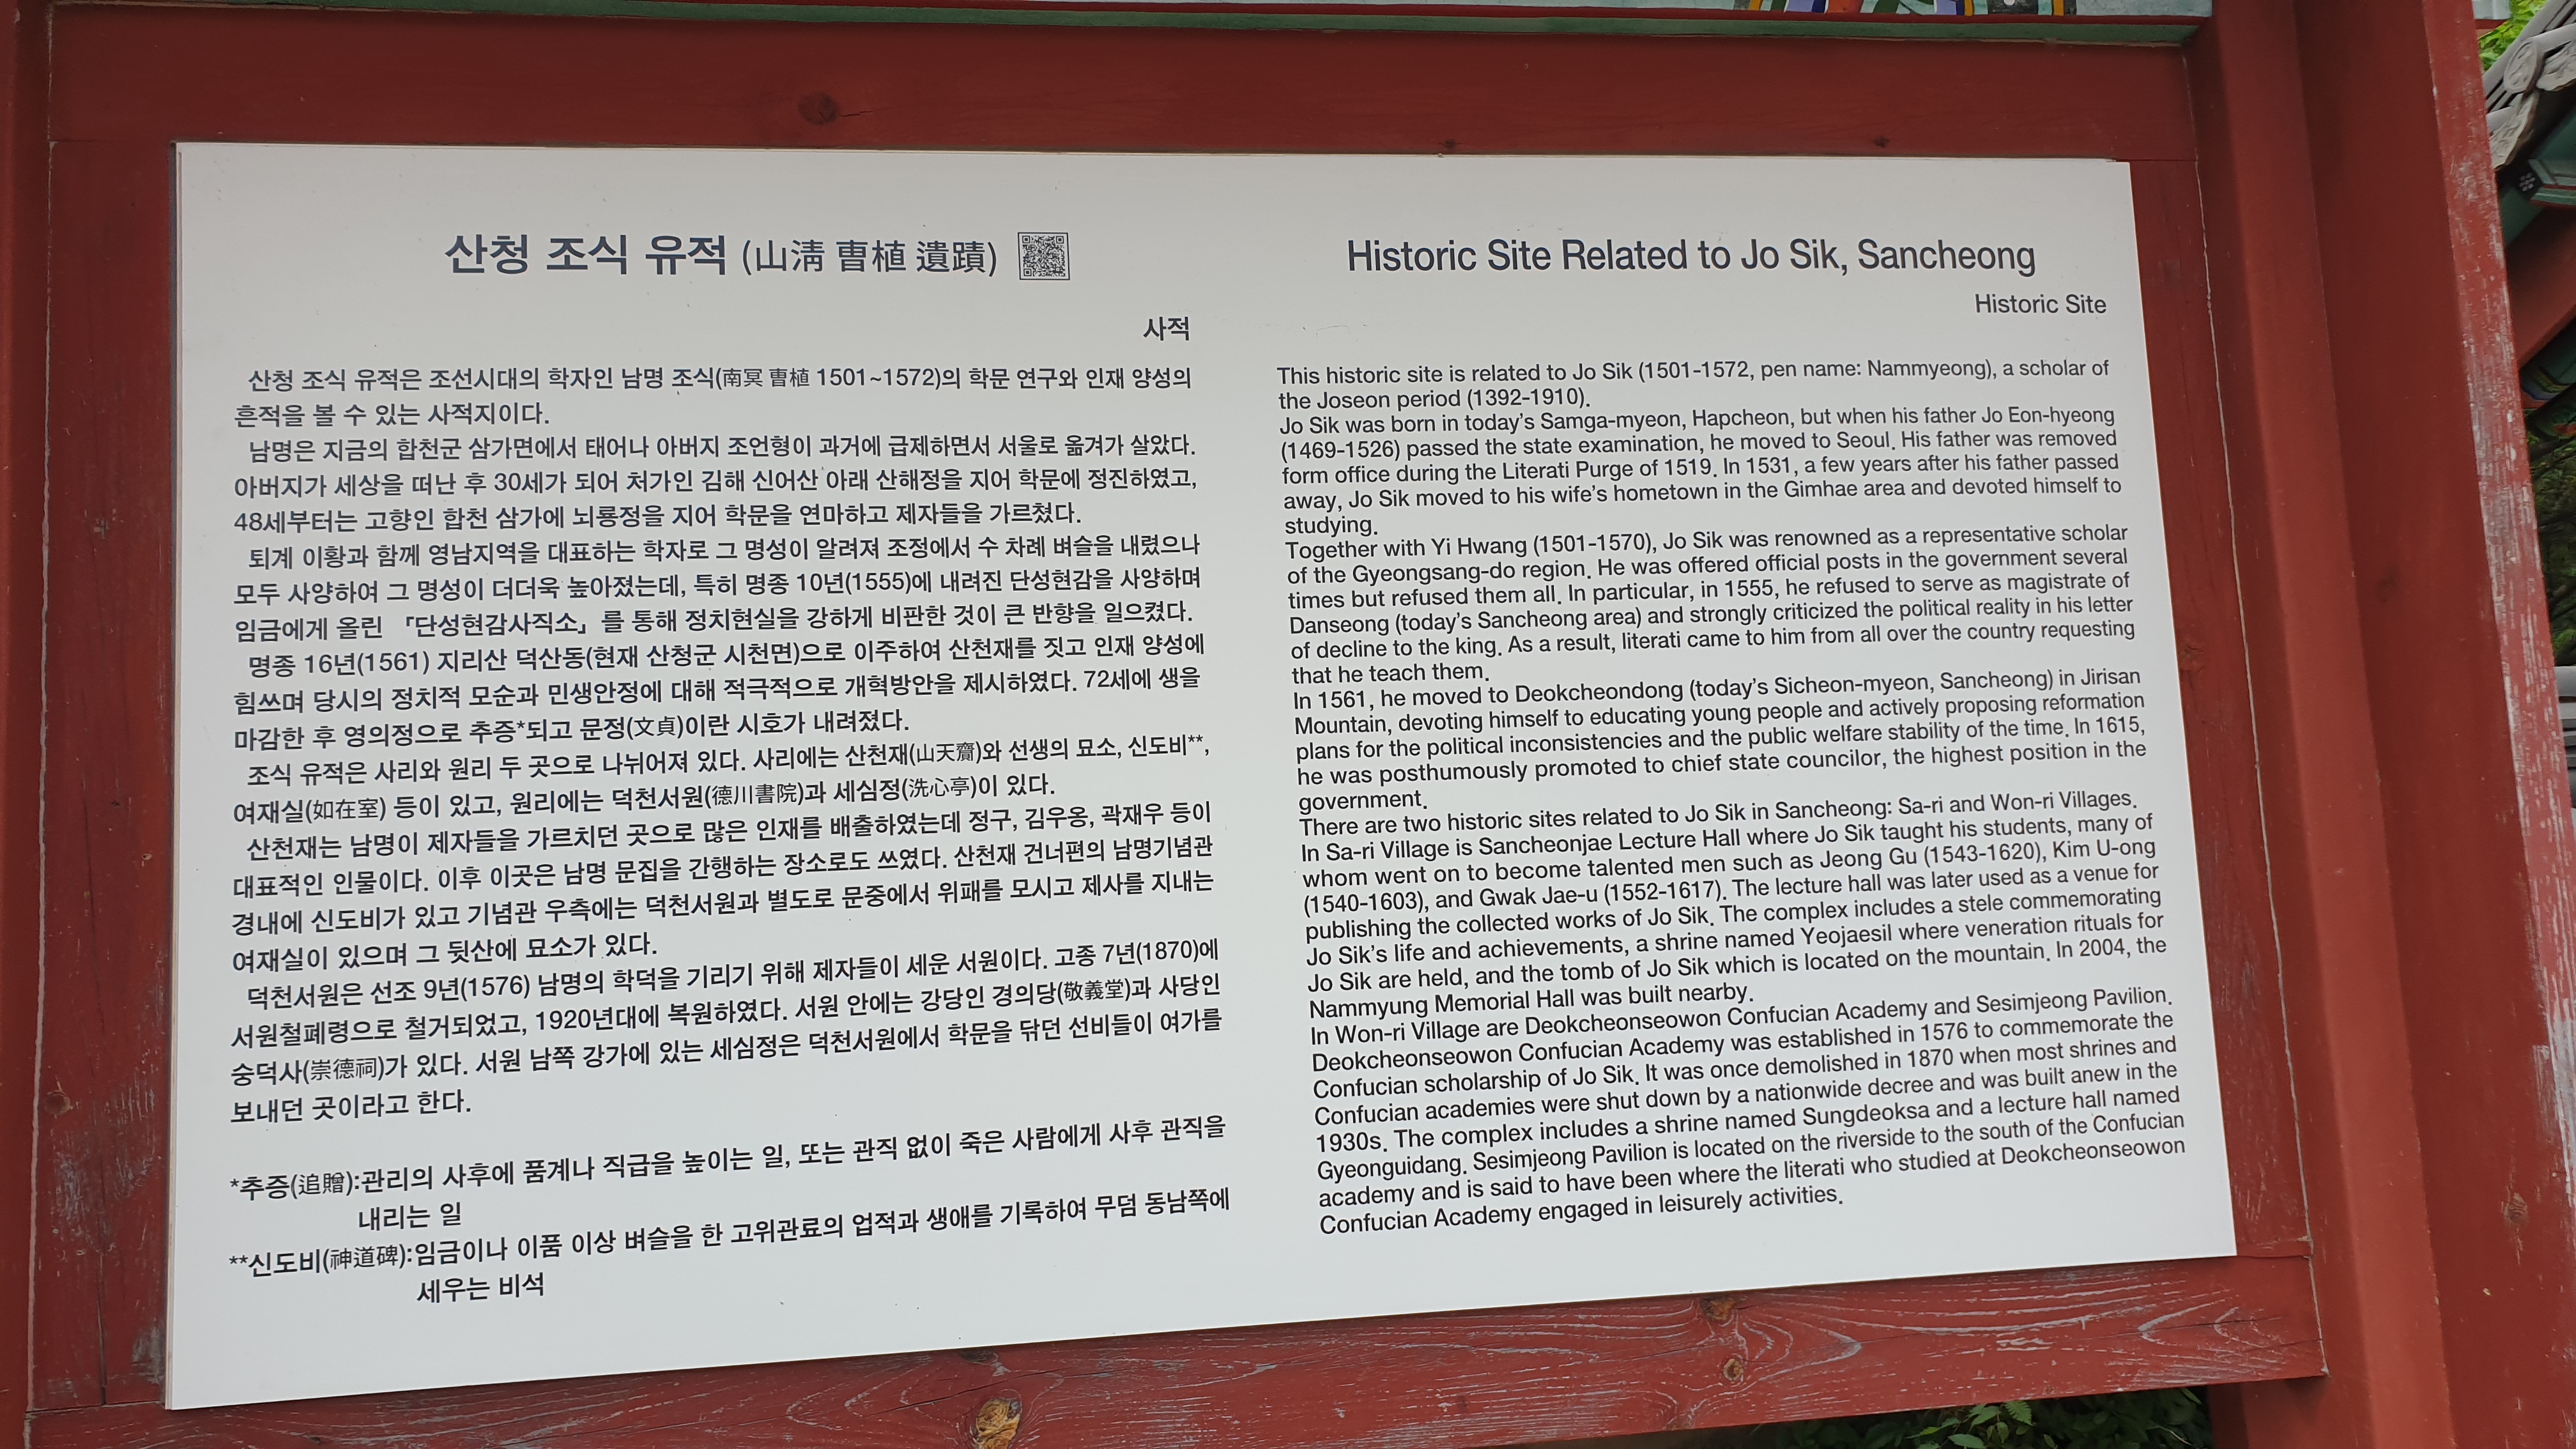 산청 조식 유적 (山淸 曺植 遺蹟)
사적
산청 조식 유적은 조선시대의 학자인 남명 조식(南冥 曺植 1501~1572)의 학문 연구와 인재 양성의
흔적을 볼 수 있는 사적지이다.
남명은 지금의 합천군 삼가면에서 태어나 아버지 조언형이 과거에 급제하면서 서울로 옮겨가 살았다.
아버지가 세상을 떠난 후 30세가 되어 처가인 김해 신어산 아래 산해정을 지어 학문에 정진하였고,
48세부터는 고향인 합천 삼가에 뇌룡정을 지어 학문을 연마하고 제자들을 가르쳤다.
퇴계 이황과 함께 영남지역을 대표하는 학자로 그 명성이 알려져 조정에서 수 차례 벼슬을 내렸으나
모두 사양하여 그 명성이 더더욱 높아졌는데, 특히 명종 10년(1555)에 내려진 단성현감을 사양하며
임금에게 올린 「단성현감사직소」를 통해 정치현실을 강하게 비판한 것이 큰 반향을 일으켰다.
명종 16년(1561) 지리산 덕산동(현재 산청군 시천면)으로 이주하여 산천재를 짓고 인재 양성에
힘쓰며 당시의 정치적 모순과 민생안정에 대해 적극적으로 개혁방안을 제시하였다. 72세에 생을
마감한 후 영의정으로 추증*되고 문정(文貞)이란 시호가 내려졌다.
조식 유적은 사리와 원리 두 곳으로 나뉘어져 있다. 사리에는 산천재(山天齋)와 선생의 묘소, 신도비**,
여재실(如在室) 등이 있고, 원리에는 덕천서원(德川書院)과 세심정(洗心亭)이 있다.
산천재는 남명이 제자들을 가르치던 곳으로 많은 인재를 배출하였는데 정구, 김우옹, 곽재우 등이
대표적인 인물이다. 이후 이곳은 남명 문집을 간행하는 장소로도 쓰였다. 산천재 건너편의 남명기념관
경내에 신도비가 있고 기념관 우측에는 덕천서원과 별도로 문중에서 위패를 모시고 제사를 지내는
여재실이 있으며 그 뒷산에 묘소가 있다.
덕천서원은 선조 9년(1576) 남명의 학덕을 기리기 위해 제자들이 세운 서원이다. 고종 7년(1870)에
서원철폐령으로 철거되었고, 1920년대에 복원하였다. 서원 안에는 강당인 경의당(敬義堂)과 사당인
숭덕사(崇德祠)가 있다. 서원 남쪽 강가에 있는 세심정은 덕천서원에서 학문을 닦던 선비들이 여가를
보내던 곳이라고 한다.
*추증(追贈):관리의 사후에 품계나 직급을 높이는 일, 또는 관직 없이 죽은 사람에게 사후 관직을
내리는 일
**신도비(神道碑):임금이나 이품 이상 벼슬을 한 고위관료의 업적과 생애를 기록하여 무덤 동남쪽에
세우는 비석
Historic Site Related to Jo Sik, Sancheong
Historic Site
This historic site is related to Jo Sik (1501-1572, pen name: Nammyeong), a scholar of
the Joseon period (1392-1910).
Jo Sik was born in today's Samga-myeon, Hapcheon, but when his father Jo Eon-hyeong
(1469-1526) passed the state examination, he moved to Seoul. His father was removed
form office during the Literati Purge of 1519. In 1531, a few years after his father passed
away, Jo Sik moved to his wife's hometown in the Gimhae area and devoted himself to
studying.
Together with Yi Hwang (1501-1570), Jo Sik was renowned as a representative scholar
of the Gyeongsang-do region. He was offered official posts in the government several
times but refused them all. In particular, in 1555, he refused to serve as magistrate of
Danseong (today's Sancheong area) and strongly criticized the political reality in his letter
of decline to the king. As a result, literati came to him from all over the country requesting
that he teach them.
In 1561, he moved to Deokcheondong (today's Sicheon-myeon, Sancheong) in Jirisan
Mountain, devoting himself to educating young people and actively proposing reformation
plans for the political inconsistencies and the public welfare stability of the time. In 1615,
he was posthumously promoted to chief state councilor, the highest position in the
government.
There are two historic sites related to Jo Sik in Sancheong: Sa-ri and Won-ri Villages.
In Sa-ri Village is Sancheonjae Lecture Hall where Jo Sik taught his students, many of
whom went on to become talented men such as Jeong Gu (1543-1620), Kim U-ong
(1540-1603), and Gwak Jae-u (1552-1617). The lecture hall was later used as a venue for
publishing the collected works of Jo Sik. The complex includes a stele commemorating
Jo Sik's life and achievements, a shrine named Yeojaesil where veneration rituals for
Jo Sik are held, and the tomb of Jo Sik which is located on the mountain. In 2004, the
Nammyung Memorial Hall was built nearby.
In Won-ri Village are Deokcheonseowon Confucian Academy and Sesimjeong Pavilion.
Deokcheonseowon Confucian Academy was established in 1576 to commemorate the
Confucian scholarship of Jo Sik. It was once demolished in 1870 when most shrines and
Confucian academies were shut down by a nationwide decree and was built anew in the
1930s. The complex includes a shrine named Sungdeoksa and a lecture hall named
Gyeonguidang. Sesimjeong Pavilion is located on the riverside to the south of the Confucian
academy and is said to have been where the literati who studied at Deokcheonseowon
Confucian Academy engaged in leisurely activities.